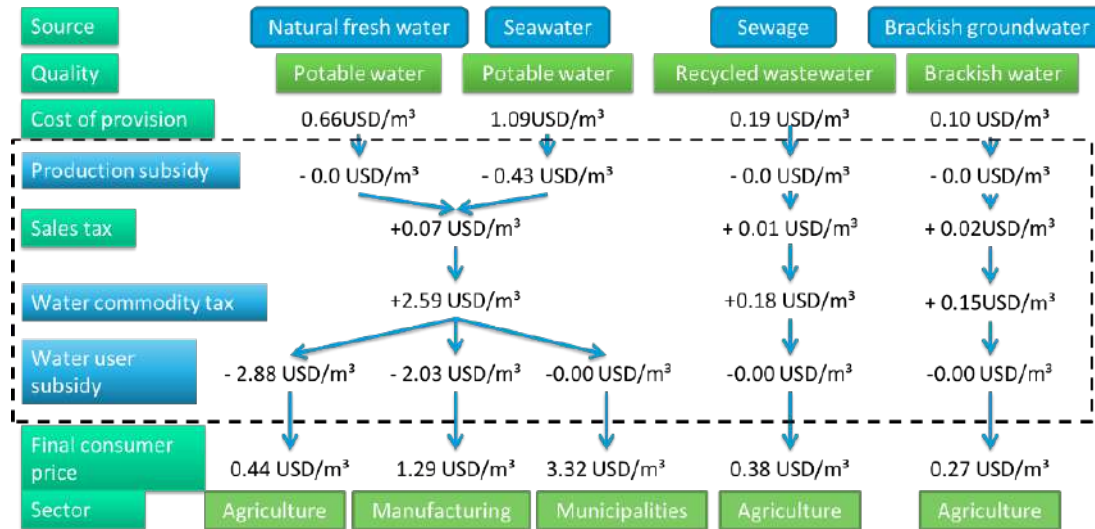 Source Natural fresh water Seawater Sewage Brackish groundwater
Quality Potable water Potable water Recycled wastewater Brackish water
Cost of provision 0.66USD/m³ 1.09USD/m³ 0.19 USD/m³ 0.10 USD/m³
Production subsidy - 0.0 USD/m³ - 0.43 USD/m³ - 0.0 USD/m³ - 0.0 USD/m³
Sales tax +0.07 USD/m³ + 0.01 USD/m³ + 0.02USD/m³
Water commodity tax +2.59 USD/m³ +0.18 USD/m³ + 0.15USD/m³
Water user
subsidy - 2.88 USD/m³ - 2.03 USD/m³ -0.00 USD/m³ -0.00 USD/m³ -0.00 USD/m³
Final consumer
price 0.44 USD/m³ 1.29 USD/m³ 3.32 USD/m³ 0.38 USD/m³ 0.27 USD/m³
Sector Agriculture Manufacturing Municipalities Agriculture Agriculture